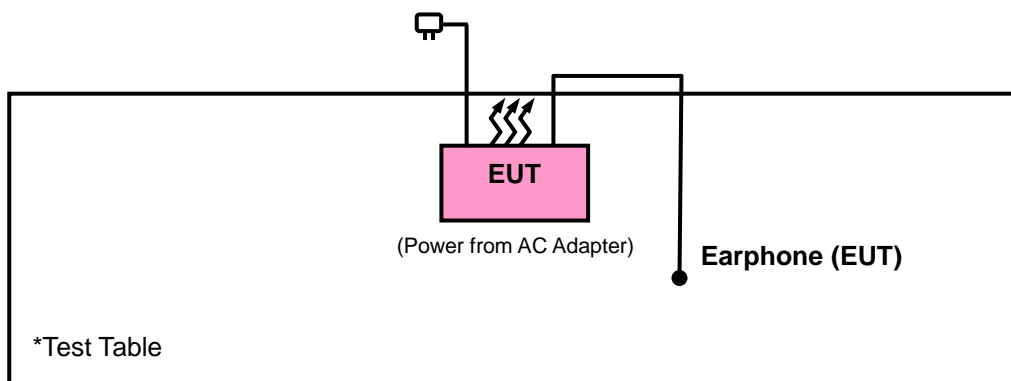 EUT
(Power from AC Adapter)
Earphone (EUT)
*Test Table